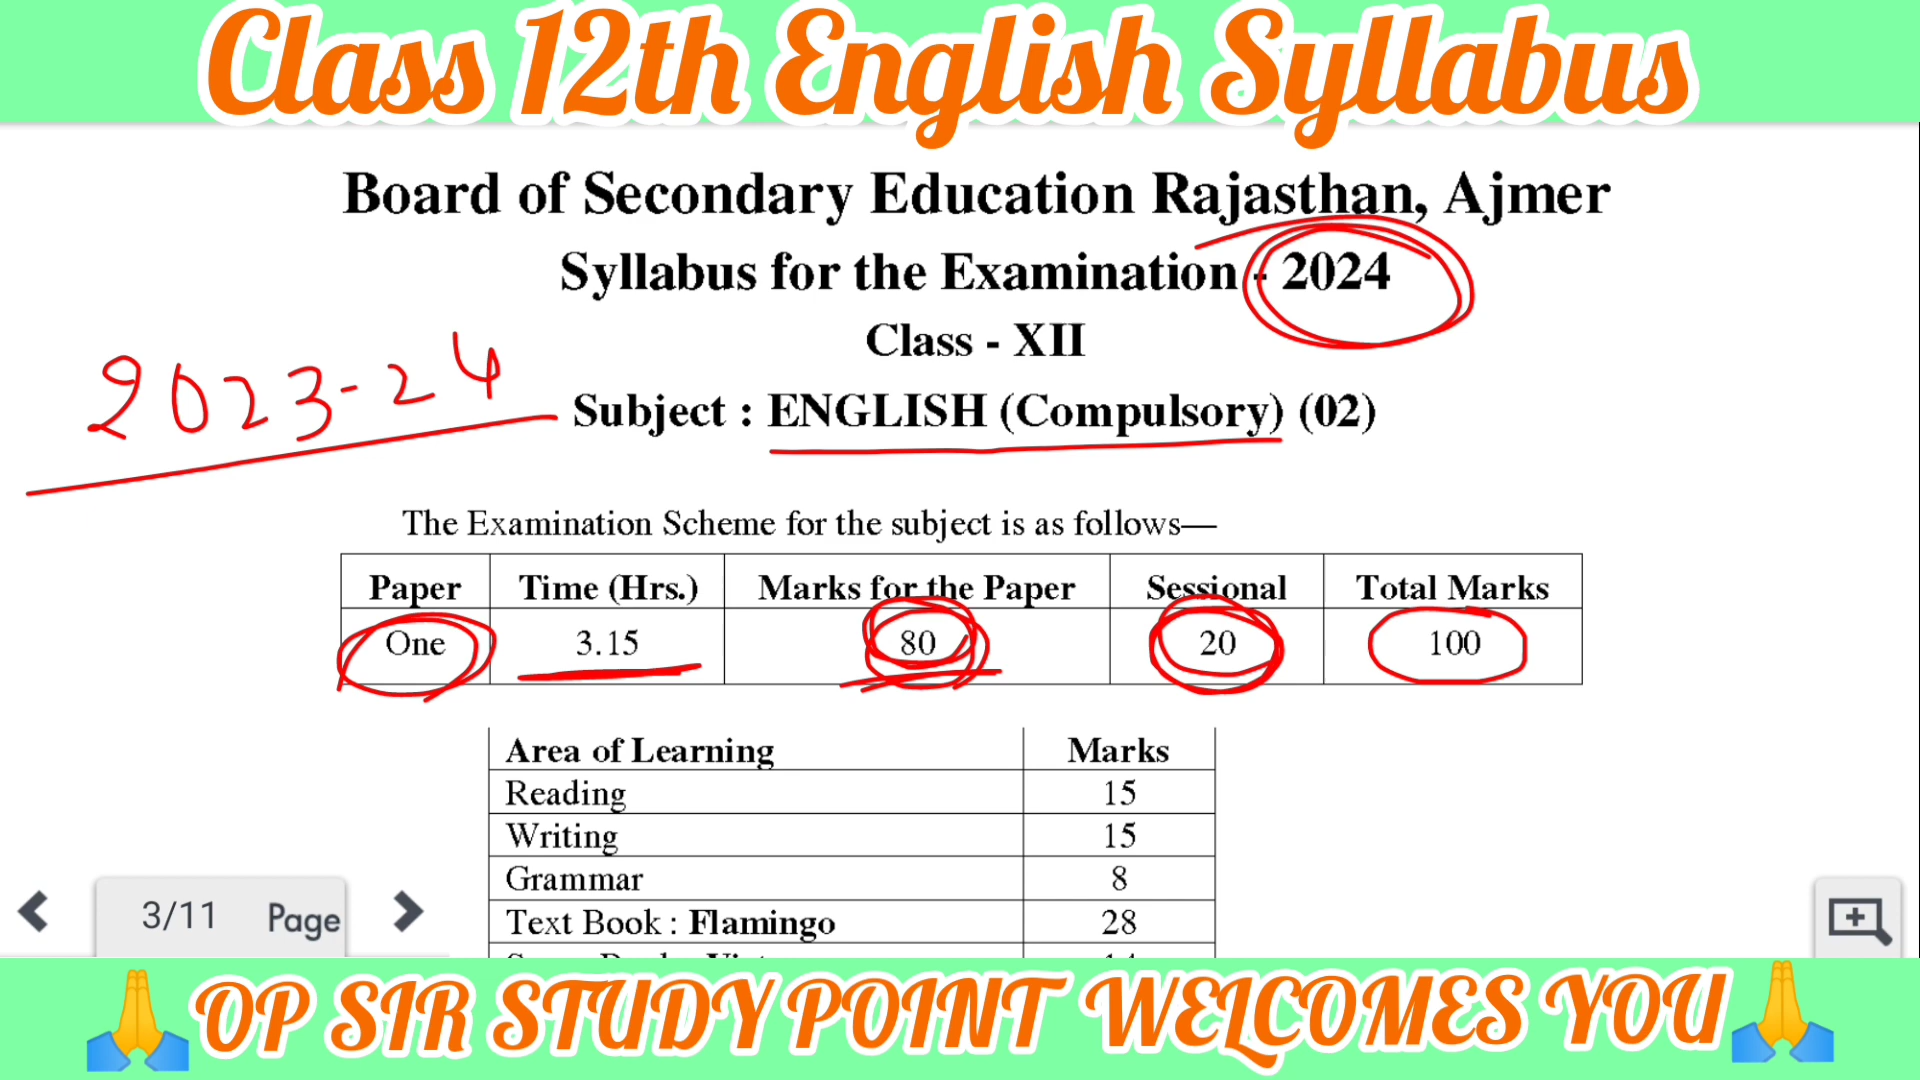 Class 12th English Syllabus
Board of Secondary Education Rajasthan, Ajmer
Syllabus for the Examination - 2024
Class - XII
2023-24
Subject : ENGLISH (Compulsory) (02)
The Examination Scheme for the subject is as follows—
Paper Time (Hrs.) Marks for the Paper Sessional Total Marks
One 3.15 80 20 100
Area of Learning Marks
Reading 15
Writing 15
Grammar 8
Text Book : Flamingo 28
3/11 Page
OP SIR STUDY POINT WELCOMES YOU